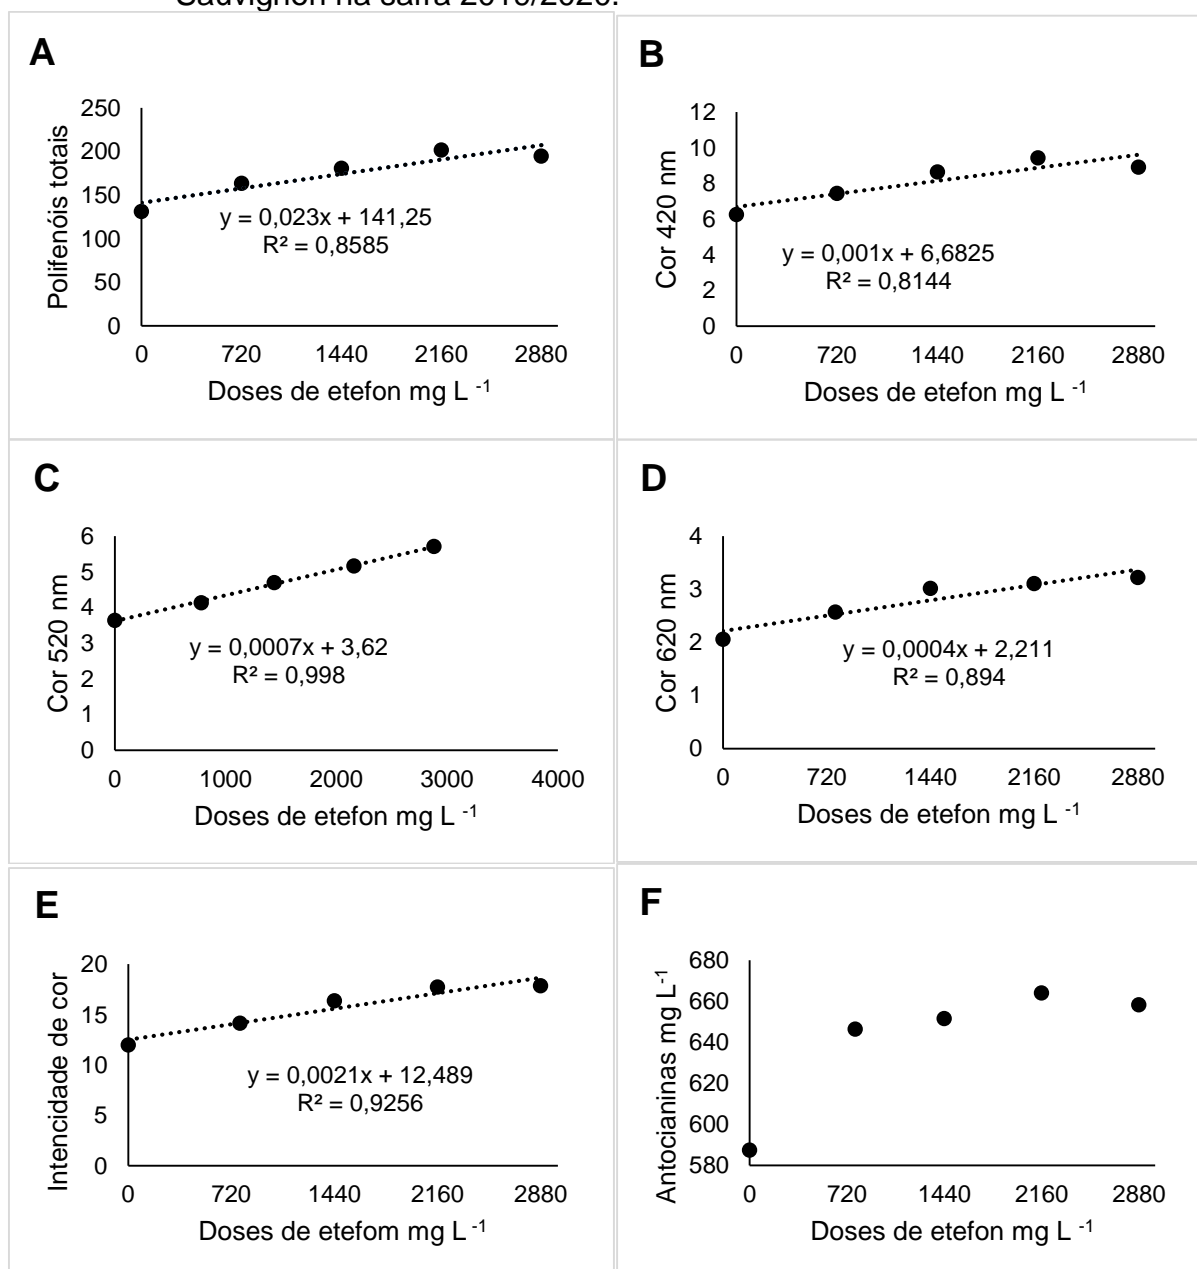 Sauvignon na safra 2019/2020.
A
250
200
150
100
50
0
Polifenóis totais
y = 0,023x + 141,25
R² = 0,8585
0 720 1440 2160 2880
Doses de etefon mg L -1
B
12
10
8
6
4
2
0
Cor 420 nm
y = 0,001x + 6,6825
R² = 0,8144
0 720 1440 2160 2880
Doses de etefon mg L -1
C
6
5
4
3
2
1
0
Cor 520 nm
y = 0,0007x + 3,62
R² = 0,998
0 1000 2000 3000 4000
Doses de etefon mg L -1
D
4
3
2
1
0
Cor 620 nm
y = 0,0004x + 2,211
R² = 0,894
0 720 1440 2160 2880
Doses de etefon mg L -1
E
20
15
10
5
0
Intencidade de cor
y = 0,0021x + 12,489
R² = 0,9256
0 720 1440 2160 2880
Doses de etefom mg L -1
F
680
660
640
620
600
580
Antocianinas mg L-1
0 720 1440 2160 2880
Doses de etefon mg L -1